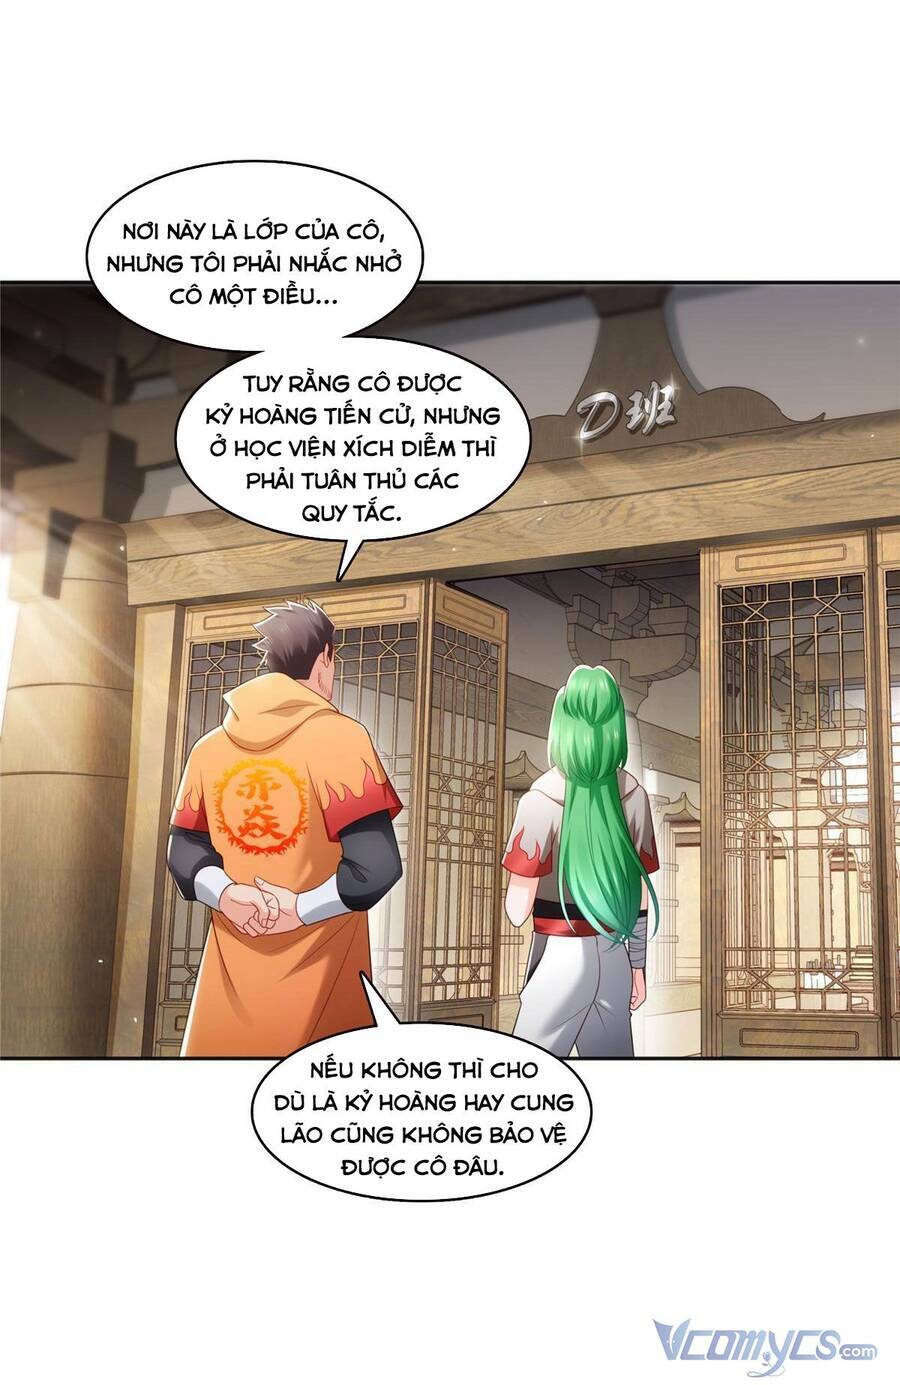 NƠI NÀY LÀ LỚP CỦA CÔ,
NHƯNG TÔI PHẢI NHẮC NHỞ
CÔ MỘT ĐIỀU...
TUY RẰNG CÔ ĐƯỢC
KỶ HOÀNG TIẾN CỬ, NHƯNG
Ở HỌC VIỆN XÍCH DIỄM THÌ
PHẢI TUÂN THỦ CÁC
QUY TẮC.
D班
赤
焱
NẾU KHÔNG THÌ CHO
DÙ LÀ KỶ HOÀNG HAY CUNG
LÃO CŨNG KHÔNG BẢO VỆ
ĐƯỢC CÔ ĐÂU.
VCOMYCS.com